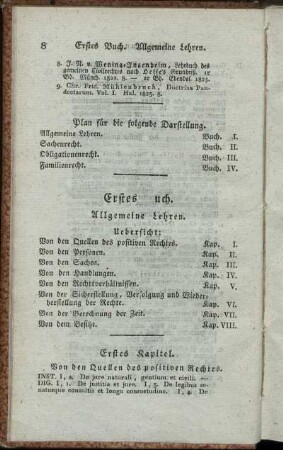 8 Erstes Buch. Allgemeine Lehren.
8. J. N. v. Wening-Ingenheim, Lehrbuch des
gemeinen Civilrechtes nach Heise's Grundriß. 1r
Bd. Münch. 1822. 8. — 2r Bd. Ebendas. 1823.
9. Chr. Frid. Mühlenbruch, Doctrina Pan-
dectarum. Vol. I. Hal. 1823. 8.
Plan für die folgende Darstellung.
Allgemeine Lehren. Buch. I.
Sachenrecht. Buch. II.
Obligationenrecht. Buch. III.
Familienrecht. Buch. IV.
Erstes uch.
Allgemeine Lehren.
Uebersicht:
Von den Quellen des positiven Rechtes. Kap. I.
Von den Personen. Kap. II.
Von den Sachen. Kap. III.
Von den Handlungen. Kap. IV.
Von den Rechtsverhältnissen. Kap. V.
Von der Sicherstellung, Verfolgung und Wieder-
herstellung der Rechte. Kap. VI.
Von der Berechnung der Zeit. Kap. VII.
Von dem Besitze. Kap. VIII.
Erstes Kapitel.
Von den Quellen des positiven Rechtes.
INST. I, 2. De jure naturali, gentium et civili. —
DIG. I, 1. De justitia et jure. I, 3. De legibus se-
natusque consultis et longa consuetudine. I, 4. De